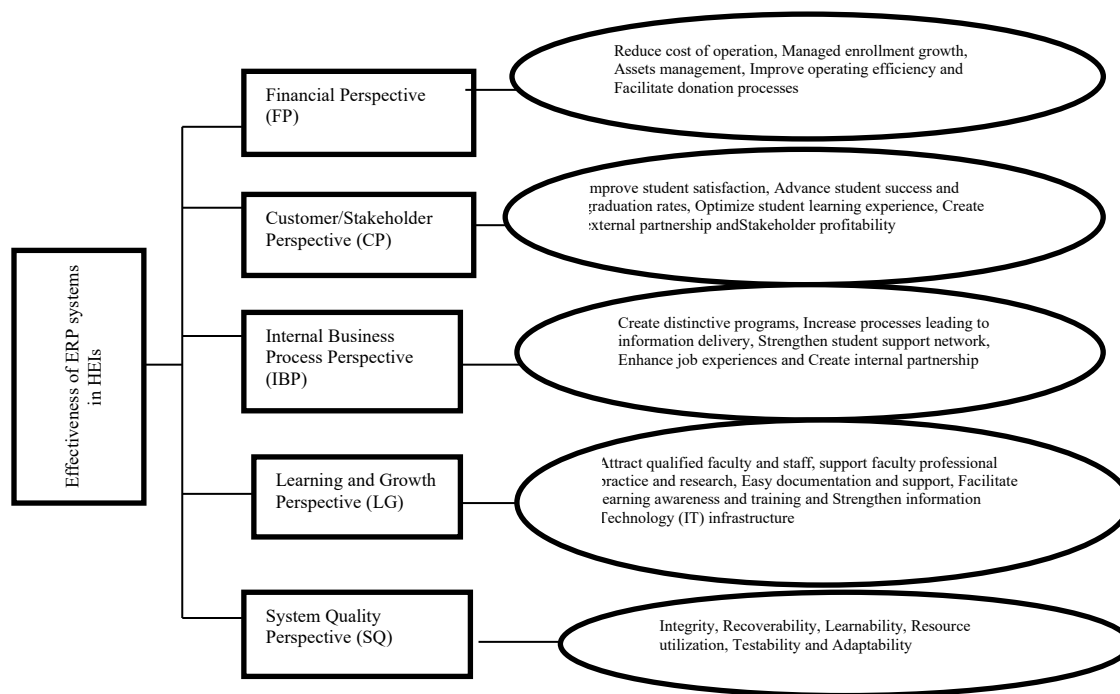 Effectiveness of ERP systems
in HEIs
Financial Perspective
(FP)
Reduce cost of operation, Managed enrollment growth,
Assets management, Improve operating efficiency and
Facilitate donation processes
Customer/Stakeholder
Perspective (CP)
Improve student satisfaction, Advance student success and
graduation rates, Optimize student learning experience, Create
external partnership andStakeholder profitability
Internal Business
Process Perspective
(IBP)
Create distinctive programs, Increase processes leading to
information delivery, Strengthen student support network,
Enhance job experiences and Create internal partnership
Learning and Growth
Perspective (LG)
Attract qualified faculty and staff, support faculty professional
practice and research, Easy documentation and support, Facilitate
learning awareness and training and Strengthen information
Technology (IT) infrastructure
System Quality
Perspective (SQ)
Integrity, Recoverability, Learnability, Resource
utilization, Testability and Adaptability